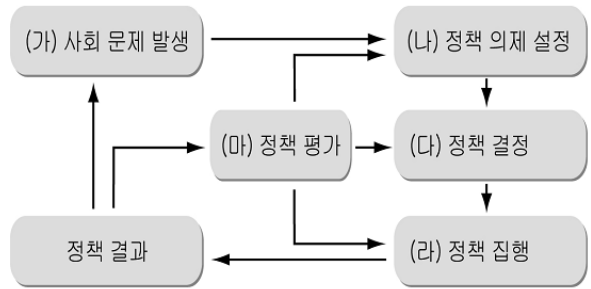 (가) 사회 문제 발생
(나) 정책 의제 설정
(마) 정책 평가
(다) 정책 결정
정책 결과
(라) 정책 집행